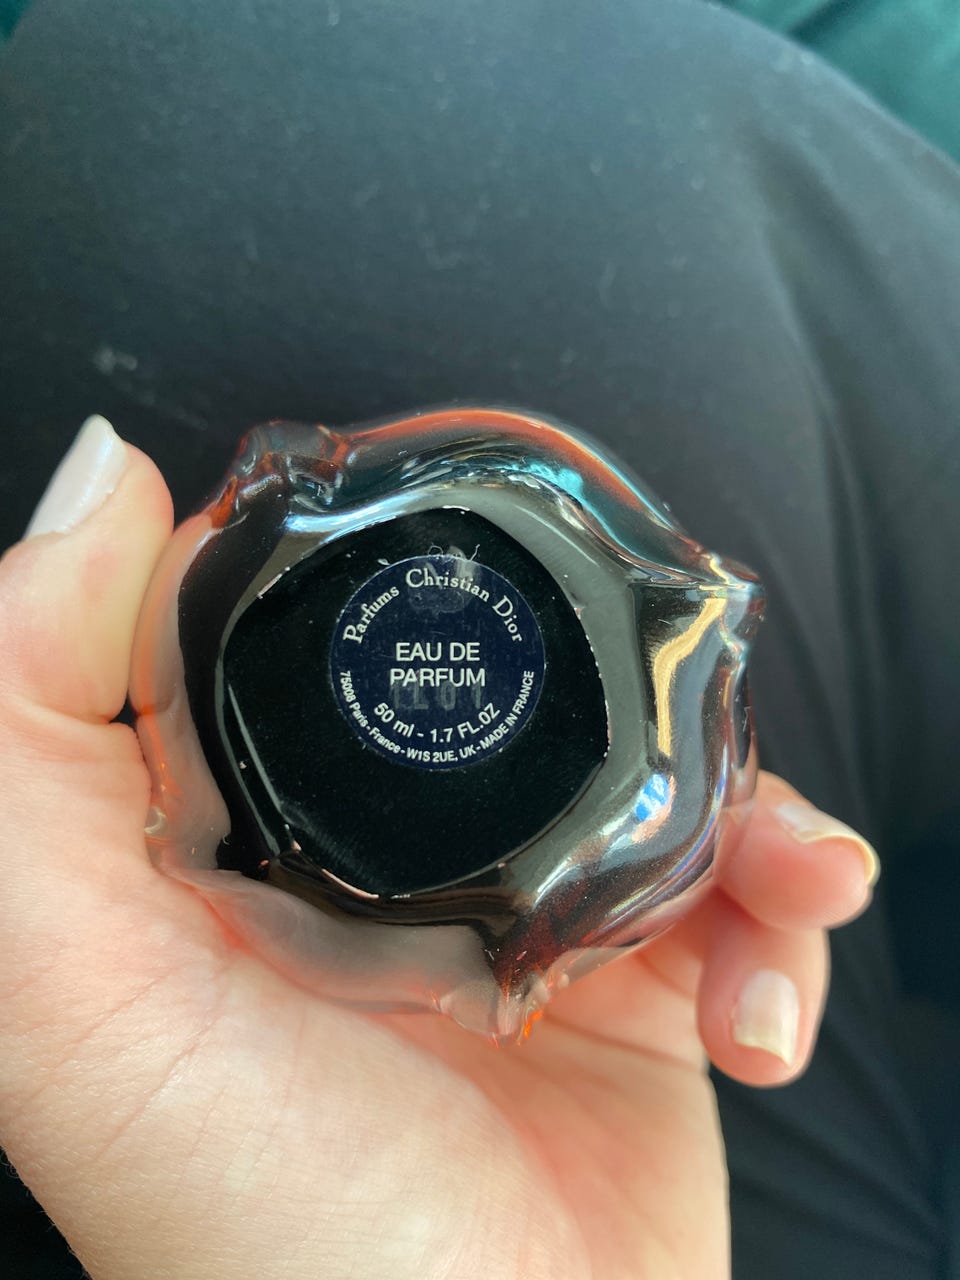 Parfums Christian Dior
EAU DE
PARFUM
50 ml - 1.7 FL.OZ
75008 Paris - France - W1S 2UE, UK - MADE IN FRANCE